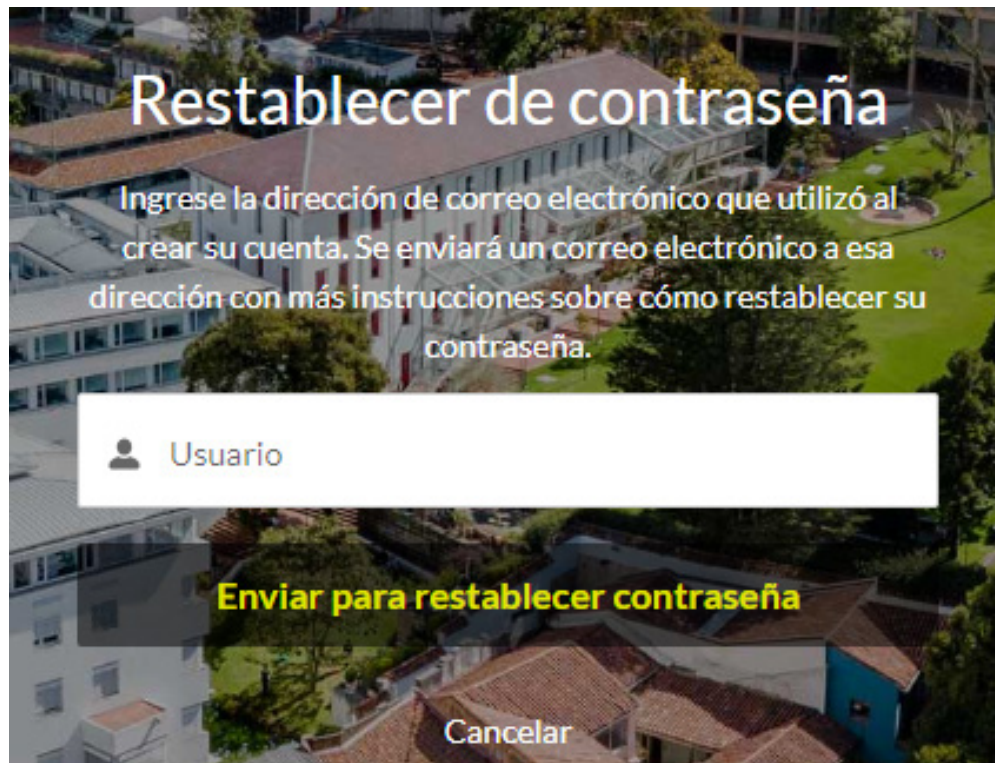 Restablecer de contraseña
Ingrese la dirección de correo electrónico que utilizó al
crear su cuenta. Se enviará un correo electrónico a esa
dirección con más instrucciones sobre cómo restablecer su
contraseña.
Usuario
Enviar para restablecer contraseña
Cancelar